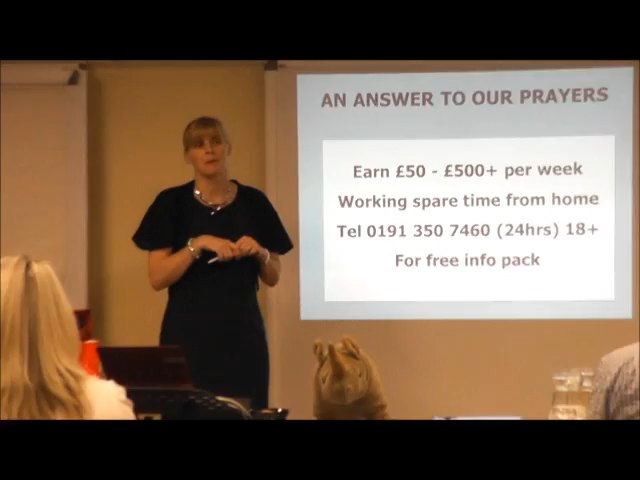 AN ANSWER TO OUR PRAYERS
Earn £50 - £500+ per week
Working spare time from home
Tel 0191 350 7460 (24hrs) 18+
For free info pack